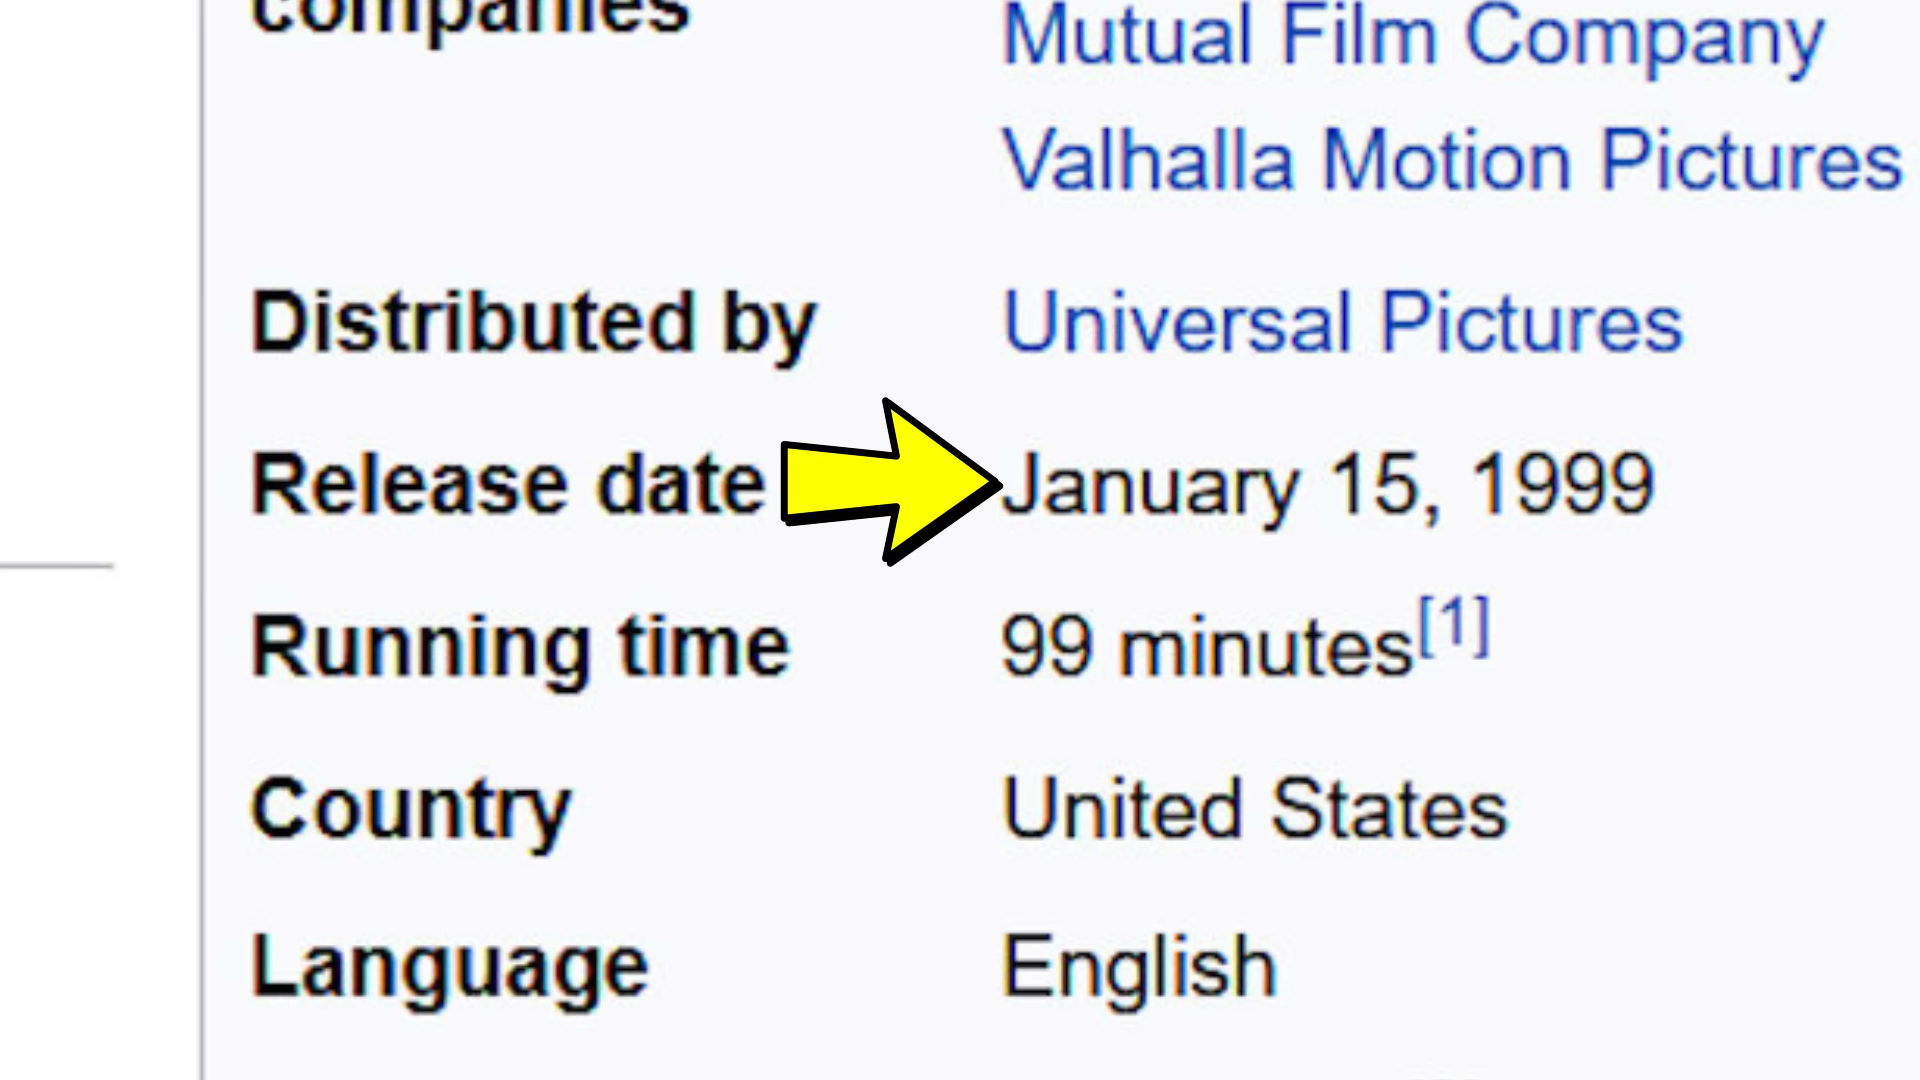 companies
Mutual Film Company
Valhalla Motion Pictures
Distributed by Universal Pictures
Release date January 15, 1999
Running time 99 minutes[1]
Country United States
Language English